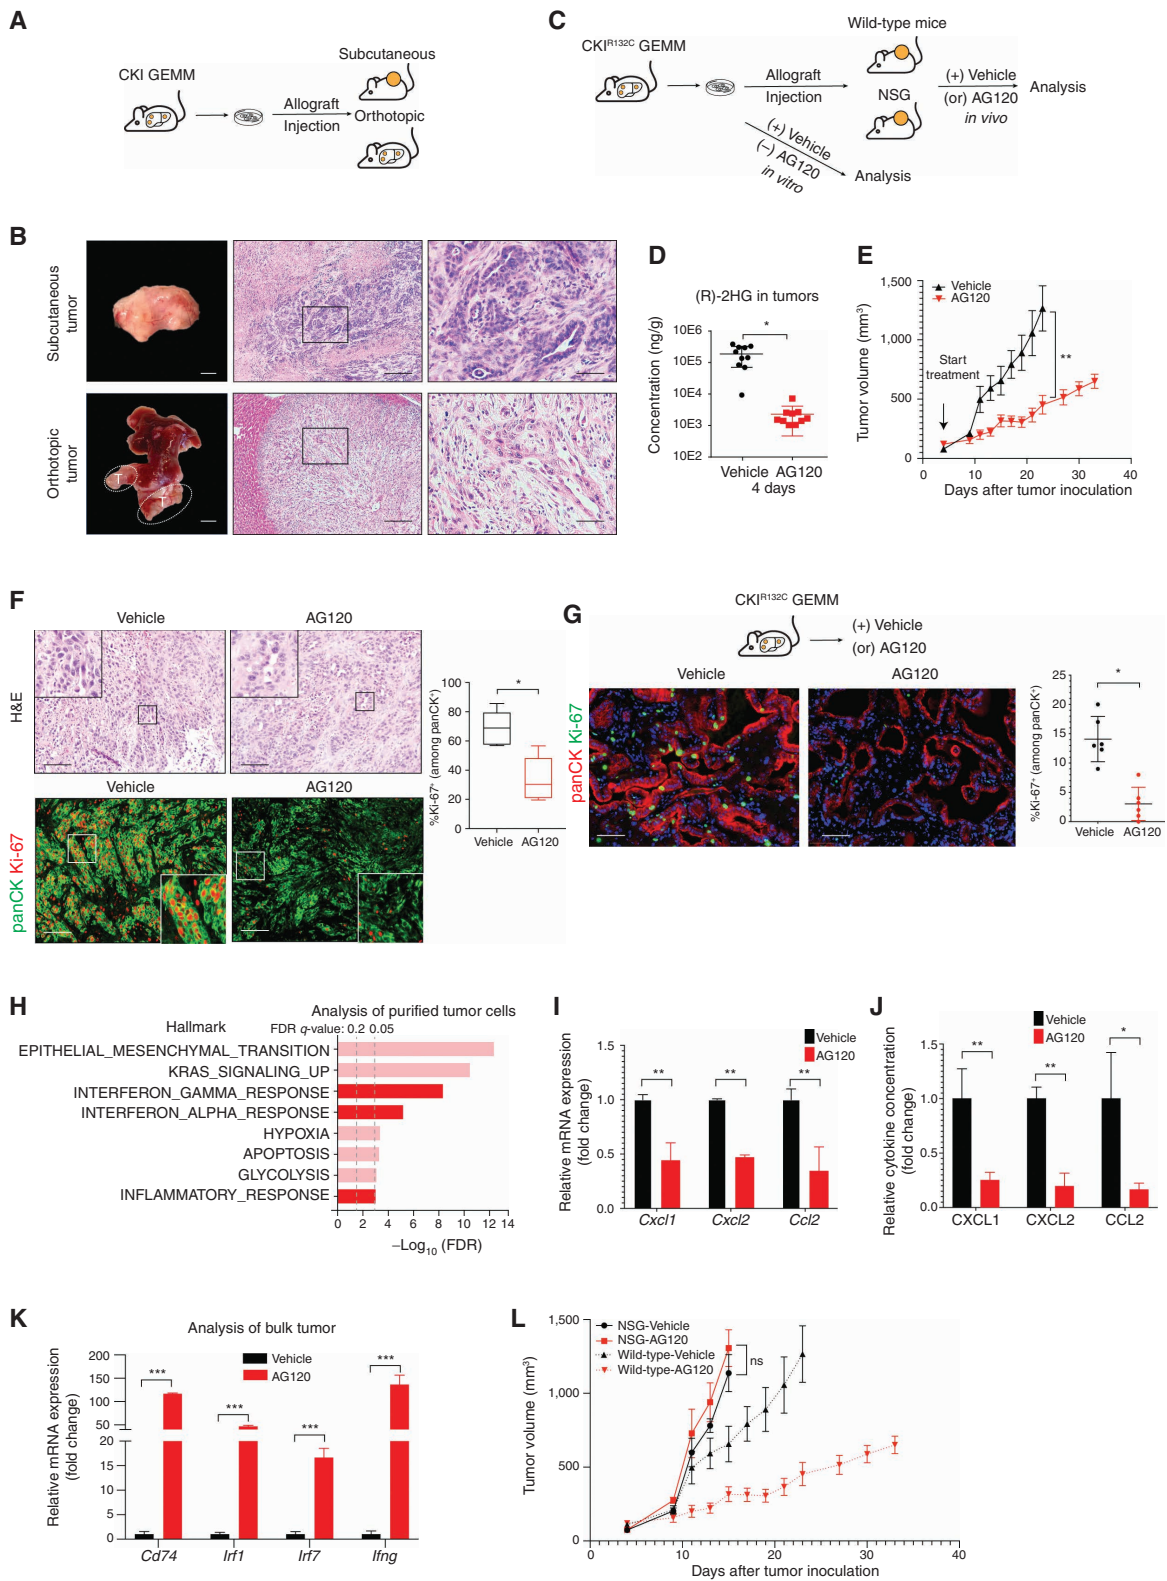 A
CKI GEMM
Allograft
Injection
Subcutaneous
Orthotopic
B
Subcutaneous
tumor
Orthotopic
tumor
T
T
C
CKIR132C GEMM
Allograft
Injection
Wild-type mice
NSG
(+) Vehicle
(or) AG120
in vivo
Analysis
(+) Vehicle
(–) AG120
in vitro
Analysis
D
(R)-2HG in tumors
Concentration (ng/g)
10E6
10E5
10E4
10E3
10E2
*
Vehicle AG120
4 days
E
Tumor volume (mm3)
1,500
1,000
500
0
Vehicle
AG120
Start
treatment
**
0 10 20 30 40
Days after tumor inoculation
F
Vehicle AG120
H&E
Vehicle AG120
panCK Ki-67
%Ki-67+ (among panCK+)
100
80
60
40
20
0
*
Vehicle AG120
G
CKIR132C GEMM
(+) Vehicle
(or) AG120
Vehicle AG120
panCK Ki-67
%Ki-67+ (among panCK+)
25
20
15
10
5
0
*
Vehicle AG120
H
Analysis of purified tumor cells
Hallmark
FDR q-value: 0.2 0.05
EPITHELIAL_MESENCHYMAL_TRANSITION
KRAS_SIGNALING_UP
INTERFERON_GAMMA_RESPONSE
INTERFERON_ALPHA_RESPONSE
HYPOXIA
APOPTOSIS
GLYCOLYSIS
INFLAMMATORY_RESPONSE
0 2 4 6 8 10 12 14
–Log10 (FDR)
I
Relative mRNA expression
(fold change)
Vehicle
AG120
1.5
1.0
0.5
0.0
** ** **
Cxcl1 Cxcl2 Ccl2
J
Relative cytokine concentration
(fold change)
Vehicle
AG120
1.5
1.0
0.5
0.0
** ** *
CXCL1 CXCL2 CCL2
K
Analysis of bulk tumor
Relative mRNA expression
(fold change)
Vehicle
AG120
200
150
100
50
20
15
10
5
0
*** *** *** ***
Cd74 Irf1 Irf7 Ifng
L
Tumor volume (mm3)
1,500
1,000
500
0
NSG-Vehicle
NSG-AG120
Wild-type-Vehicle
Wild-type-AG120
ns
0 10 20 30 40
Days after tumor inoculation